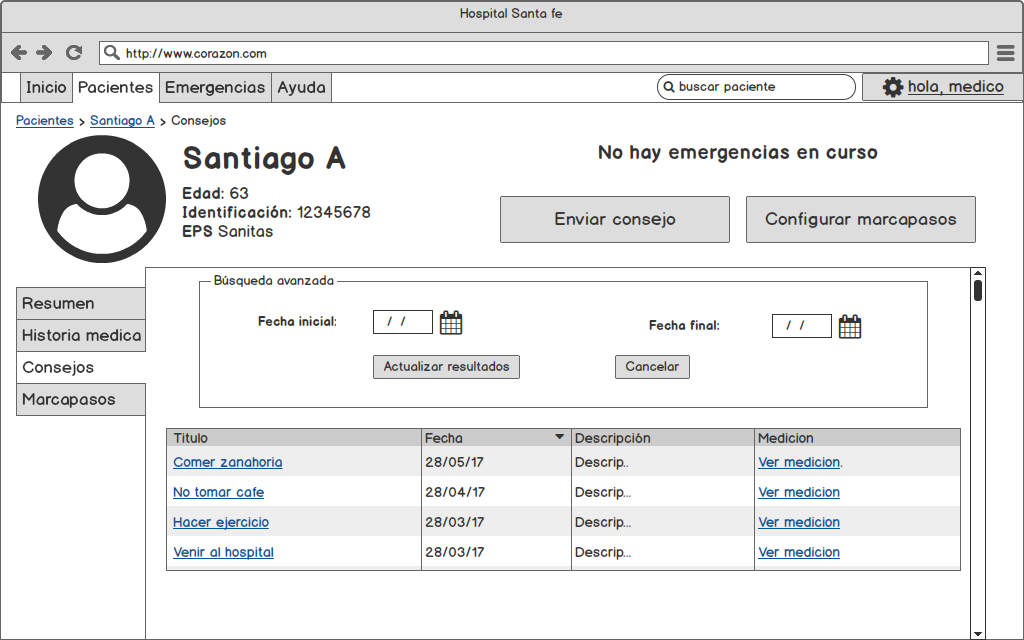 Hospital Santa fe
http://www.corazon.com
Inicio Pacientes Emergencias Ayuda buscar paciente hola, medico
Pacientes > Santiago A > Consejos
Santiago A
No hay emergencias en curso
Edad: 63
Identificación: 12345678
EPS Sanitas
Enviar consejo Configurar marcapasos
Resumen
Historia medica
Consejos
Marcapasos
Búsqueda avanzada
Fecha inicial: / / Fecha final: / /
Actualizar resultados Cancelar
Titulo Fecha Descripción Medicion
Comer zanahoria 28/05/17 Descrip.. Ver medicion.
No tomar cafe 28/04/17 Descrip... Ver medicion
Hacer ejercicio 28/03/17 Descrip... Ver medicion
Venir al hospital 28/03/17 Descrip... Ver medicion